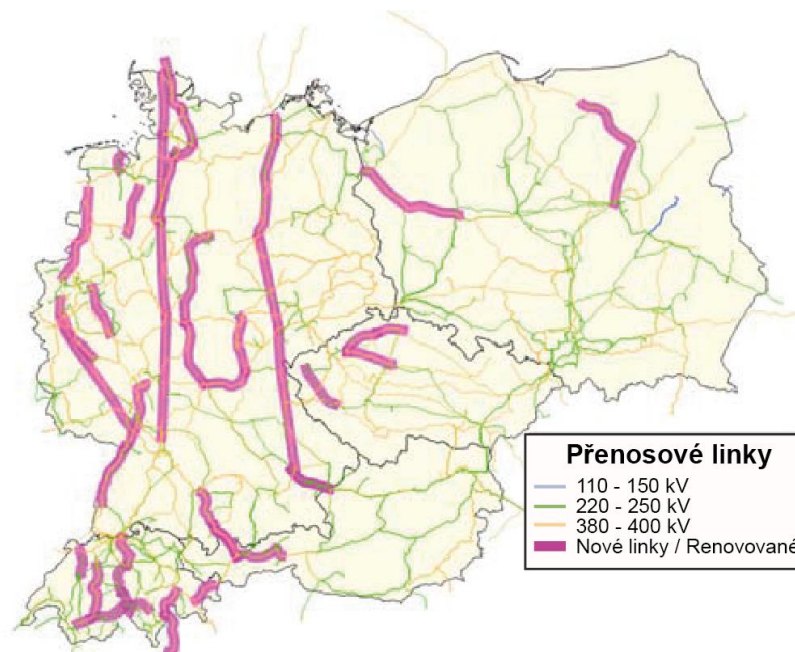 Přenosové linky
110 - 150 kV
220 - 250 kV
380 - 400 kV
Nové linky / Renovované